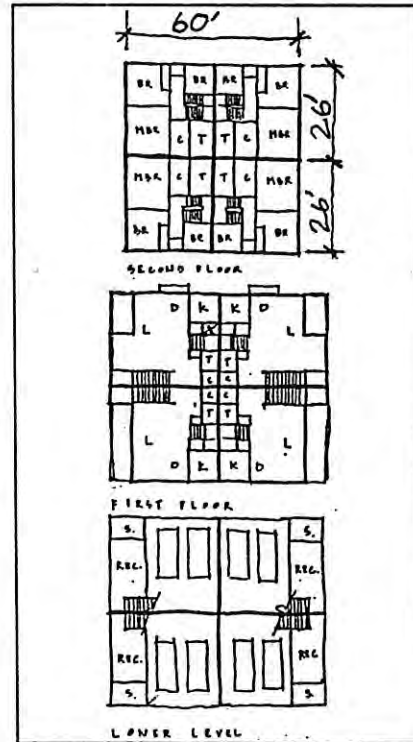 60'
BR BR BR BR
26'
MBR C T T C MBR
MBR C T T C MBR
26'
BR BR BR BR
SECOND FLOOR
D K K D
L L
T T
C C
C C
T T
L L
D K K D
FIRST FLOOR
S. S.
REC. REC.
REC. REC.
S. S.
LOWER LEVEL